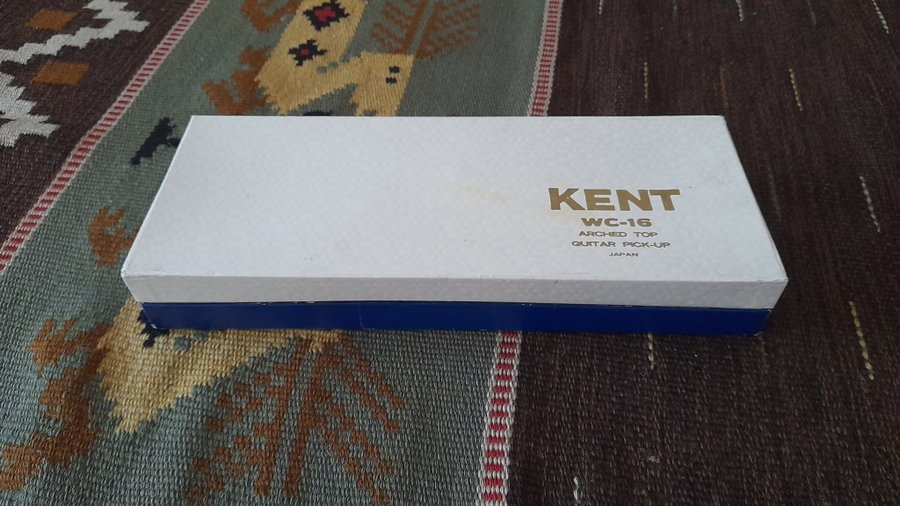 KENT
WC-16
ARCHED TOP
GUITAR PICK-UP
JAPAN